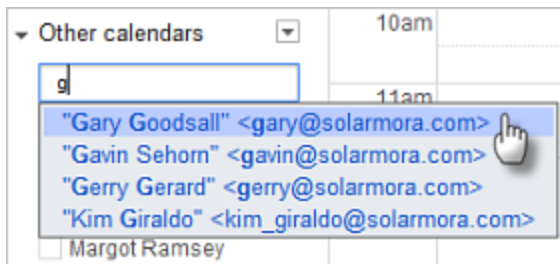 Other calendars
10am
g
11am
"Gary Goodsall" <gary@solarmora.com>
"Gavin Sehorn" <gavin@solarmora.com>
"Gerry Gerard" <gerry@solarmora.com>
"Kim Giraldo" <kim_giraldo@solarmora.com>
Margot Ramsey